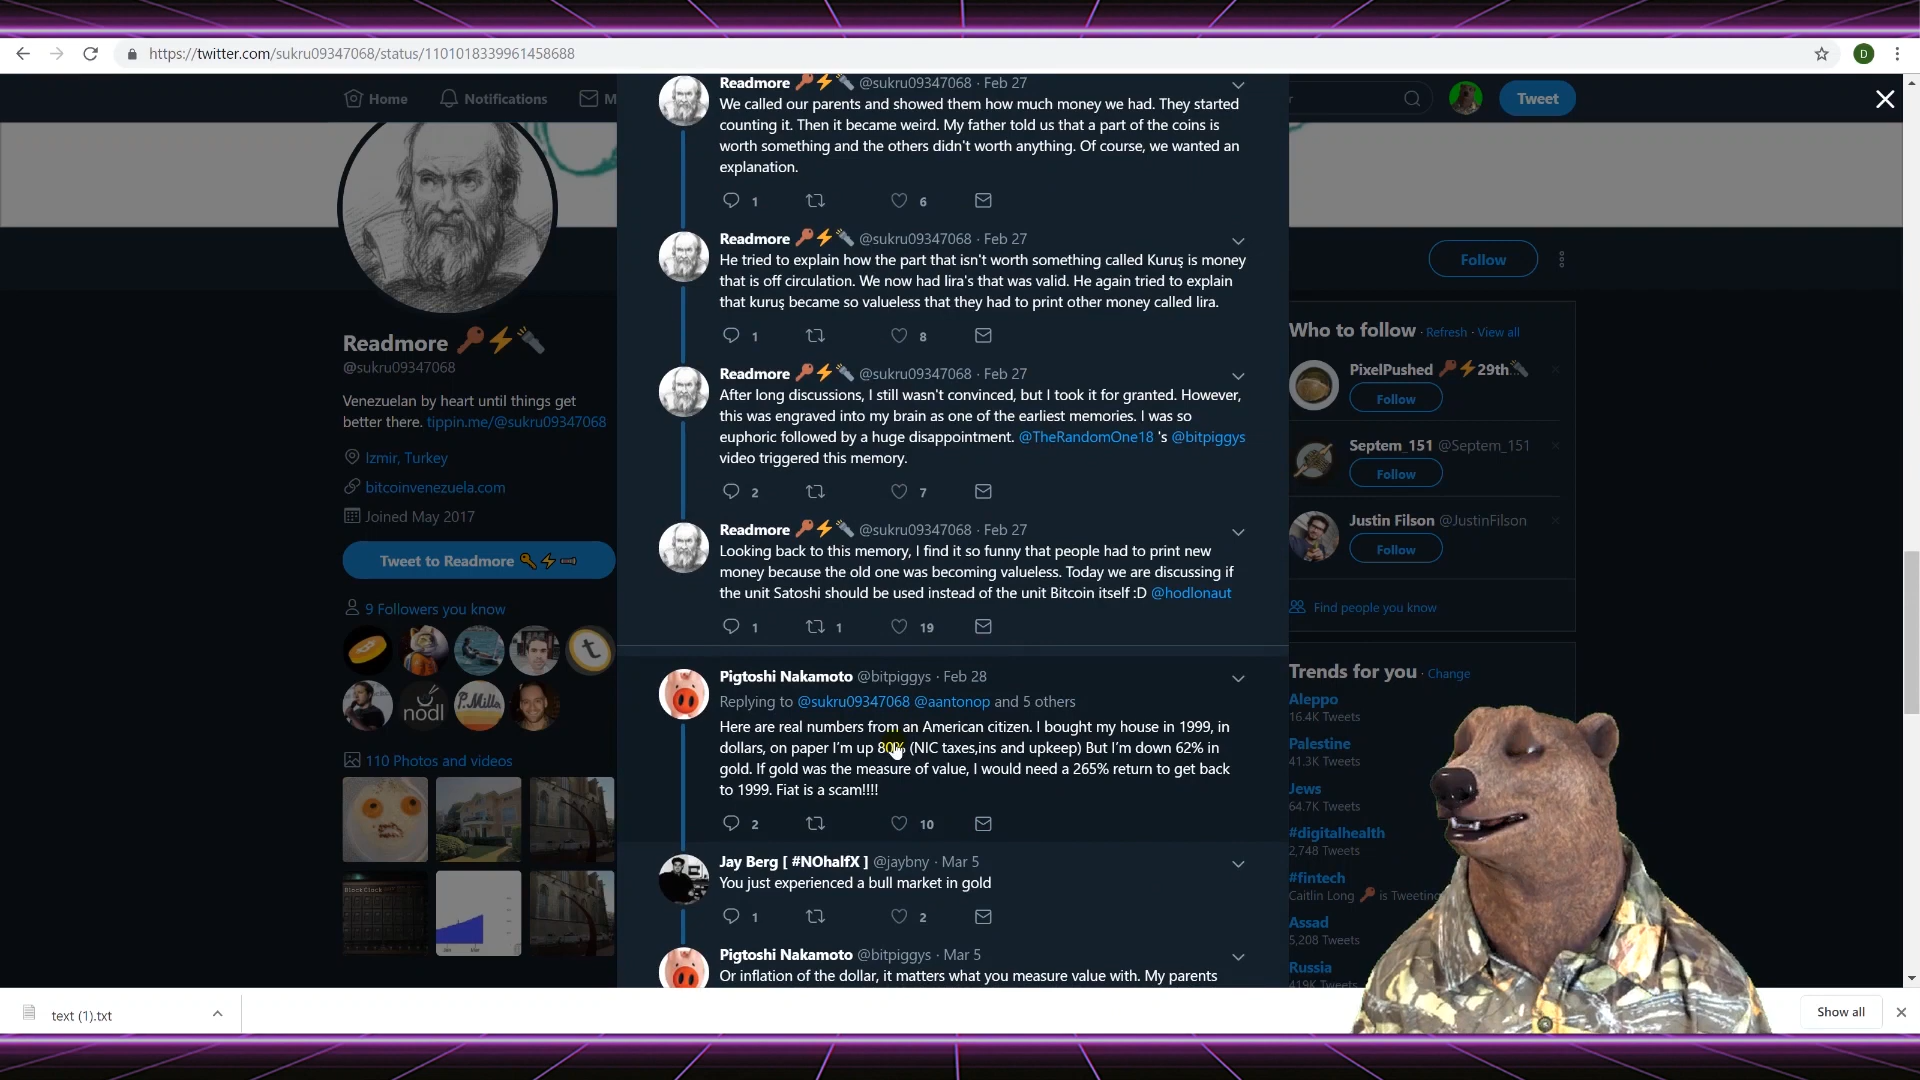 https://twitter.com/sukru09347068/status/1101018339961458688
D
Home
Notifications
M
r
Tweet
Readmore @sukru09347068 · Feb 27
We called our parents and showed them how much money we had. They started
counting it. Then it became weird. My father told us that a part of the coins is
worth something and the others didn't worth anything. Of course, we wanted an
explanation.
1 6
Readmore @sukru09347068 · Feb 27
He tried to explain how the part that isn't worth something called Kuruş is money
that is off circulation. We now had lira's that was valid. He again tried to explain
that kuruş became so valueless that they had to print other money called lira.
1 8
Readmore @sukru09347068 · Feb 27
After long discussions, I still wasn't convinced, but I took it for granted. However,
this was engraved into my brain as one of the earliest memories. I was so
euphoric followed by a huge disappointment. @TheRandomOne18 's @bitpiggys
video triggered this memory.
2 7
Readmore @sukru09347068 · Feb 27
Looking back to this memory, I find it so funny that people had to print new
money because the old one was becoming valueless. Today we are discussing if
the unit Satoshi should be used instead of the unit Bitcoin itself :D @hodlonaut
1 1 19
Pigtoshi Nakamoto @bitpiggys · Feb 28
Replying to @sukru09347068 @aantonop and 5 others
Here are real numbers from an American citizen. I bought my house in 1999, in
dollars, on paper I'm up 80% (NIC taxes,ins and upkeep) But I'm down 62% in
gold. If gold was the measure of value, I would need a 265% return to get back
to 1999. Fiat is a scam!!!!
2 10
Jay Berg [ #NOhalfX ] @jaybny · Mar 5
You just experienced a bull market in gold
1 2
Pigtoshi Nakamoto @bitpiggys · Mar 5
Or inflation of the dollar, it matters what you measure value with. My parents
Readmore
@sukru09347068
Venezuelan by heart until things get
better there. tippin.me/@sukru09347068
Izmir, Turkey
bitcoinvenezuela.com
Joined May 2017
Tweet to Readmore
9 Followers you know
nodl
P.Miller
110 Photos and videos
Follow
Who to follow · Refresh · View all
PixelPushed 29th
Follow
Septem_151 @Septem_151
Follow
Justin Filson @JustinFilson
Follow
Find people you know
Trends for you · Change
Aleppo
16.4K Tweets
Palestine
41.3K Tweets
Jews
64.7K Tweets
#digitalhealth
2,748 Tweets
#fintech
Caitlin Long is Tweeting
Assad
5,208 Tweets
Russia
419K Tweets
text (1).txt
Show all